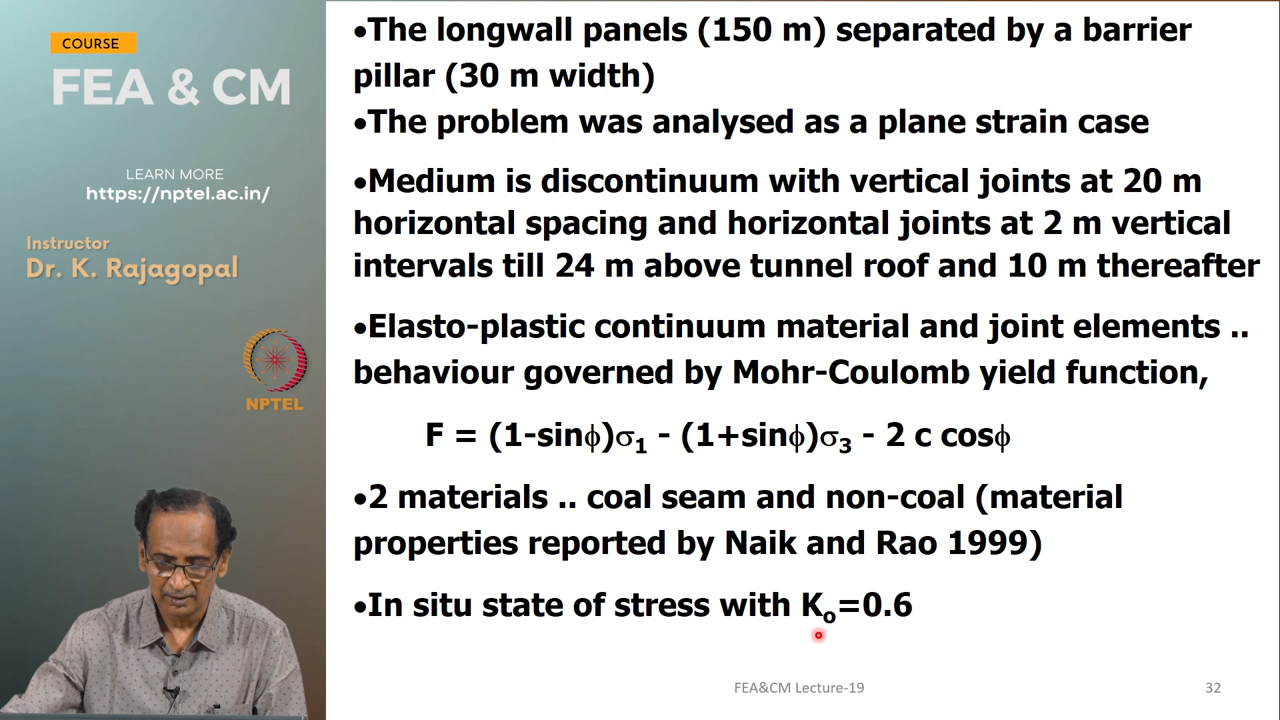 COURSE
FEA & CM
LEARN MORE
https://nptel.ac.in/
Instructor
Dr. K. Rajagopal
NPTEL
•The longwall panels (150 m) separated by a barrier
pillar (30 m width)
•The problem was analysed as a plane strain case
•Medium is discontinuum with vertical joints at 20 m
horizontal spacing and horizontal joints at 2 m vertical
intervals till 24 m above tunnel roof and 10 m thereafter
•Elasto-plastic continuum material and joint elements ..
behaviour governed by Mohr-Coulomb yield function,
F = (1-sinϕ)σ₁ - (1+sinϕ)σ₃ - 2 c cosϕ
•2 materials .. coal seam and non-coal (material
properties reported by Naik and Rao 1999)
•In situ state of stress with Kₒ=0.6
FEA&CM Lecture-19
32